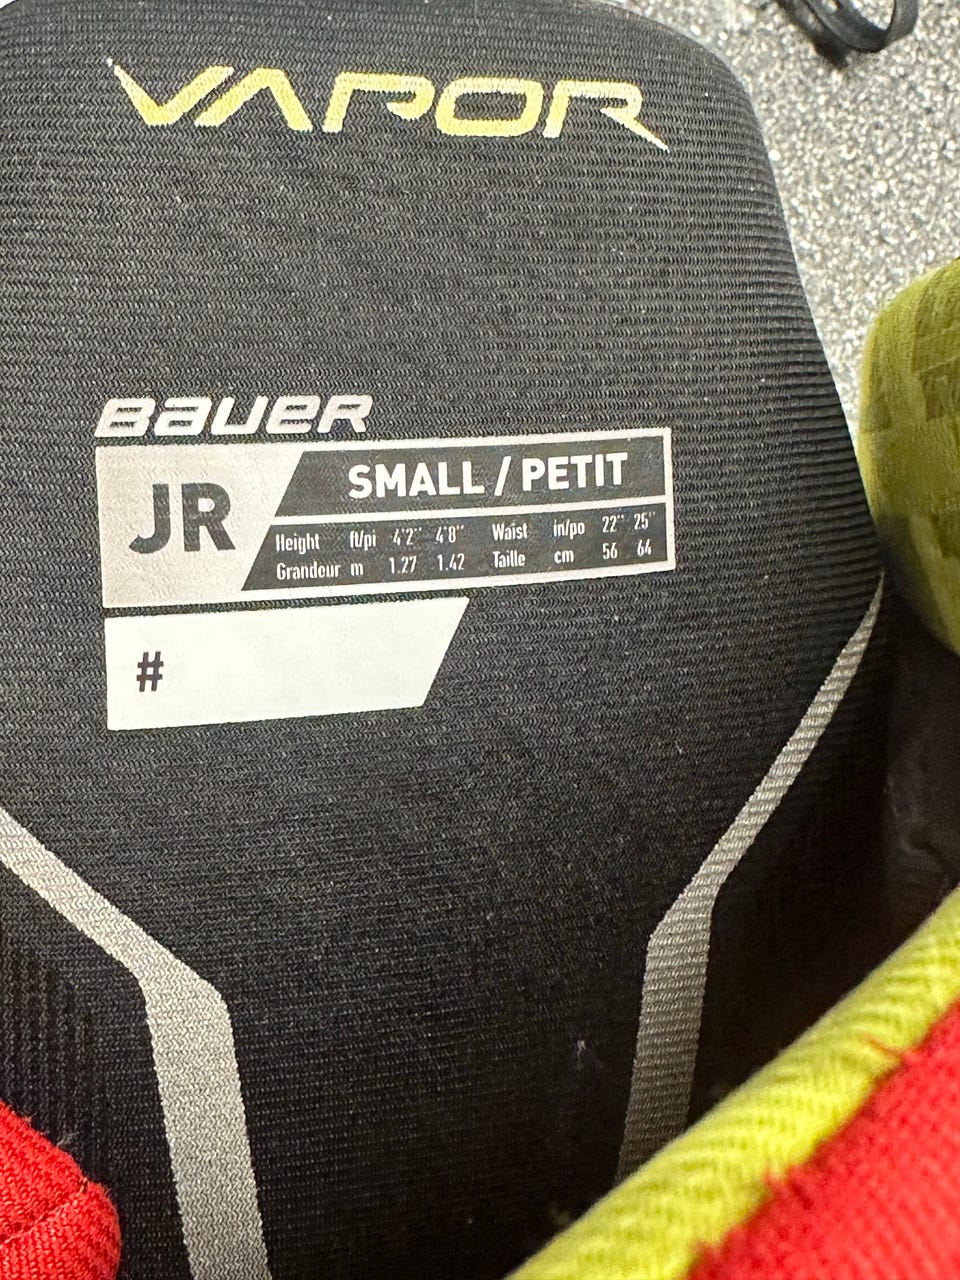 VAPOR
BAUER
JR
SMALL / PETIT
Height ft/pi 4'2'' 4'8'' Waist in/po 22'' 25''
Grandeur m 1.27 1.42 Taille cm 56 64
#